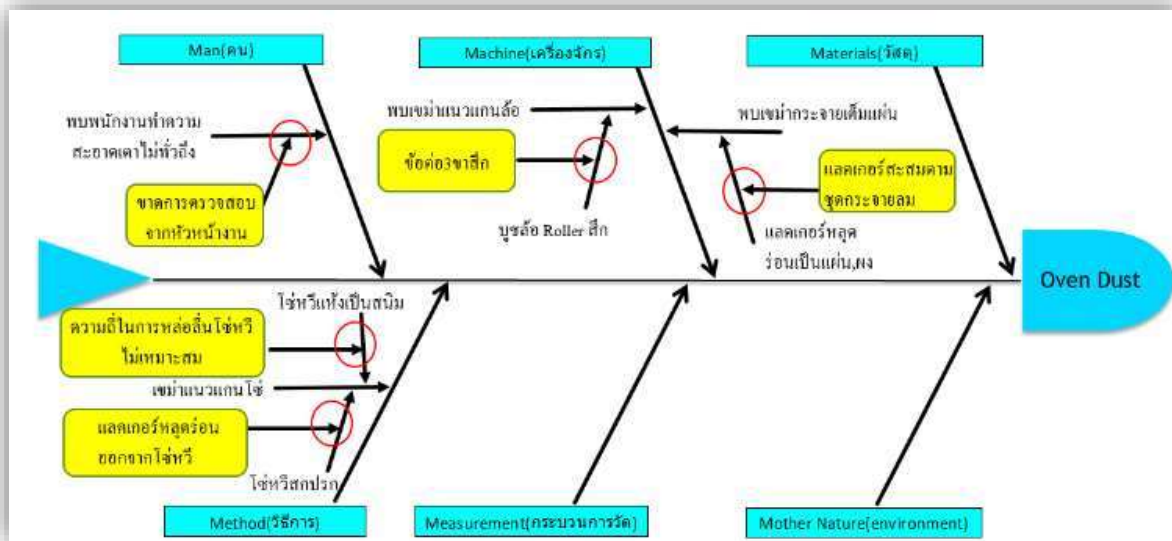 Man(คน)
Machine(เครื่องจักร)
Materials(วัสดุ)
พบพนักงานทำความ
สะอาดเตาไม่ทั่วถึง
ขาดการตรวจสอบ
จากหัวหน้างาน
พบเขม่าแนวแกนล้อ
ข้อต่อ3ขาสึก
บูชล้อ Roller สึก
พบเขม่ากระจายเต็มแผ่น
แลคเกอร์สะสมตาม
ชุดกระจายลม
แลคเกอร์หลุด
ร่อนเป็นแผ่น,ผง
Oven Dust
โซ่หวีแห้งเป็นสนิม
ความถี่ในการหล่อลื่นโซ่หวี
ไม่เหมาะสม
เขม่าแนวแกนโซ่
แลคเกอร์หลุดร่อน
ออกจากโซ่หวี
โซ่หวีสกปรก
Method(วิธีการ)
Measurement(กระบวนการวัด)
Mother Nature(environment)